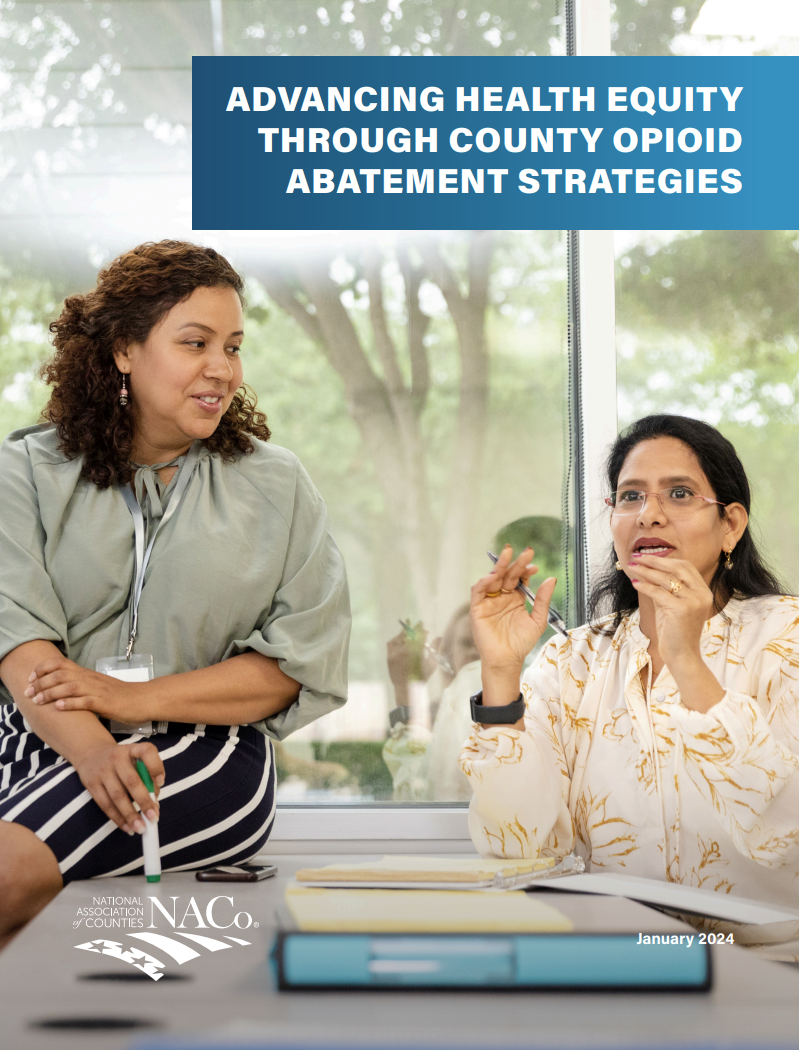 ADVANCING HEALTH EQUITY
THROUGH COUNTY OPIOID
ABATEMENT STRATEGIES
NATIONAL
ASSOCIATION
of COUNTIES
NACo®
January 2024